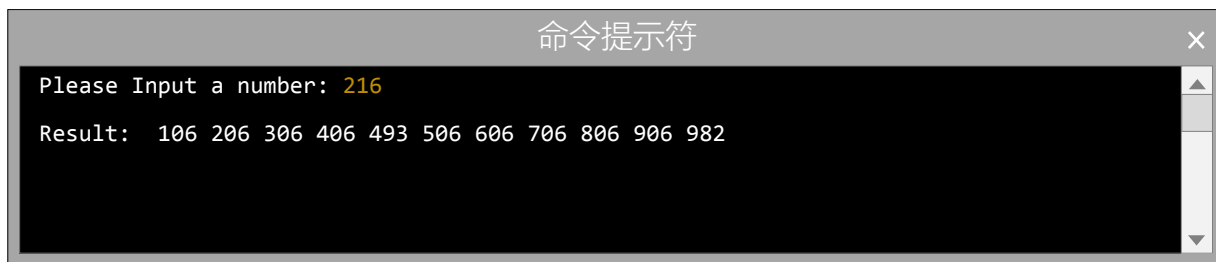 命令提示符
Please Input a number: 216
Result:  106 206 306 406 493 506 606 706 806 906 982